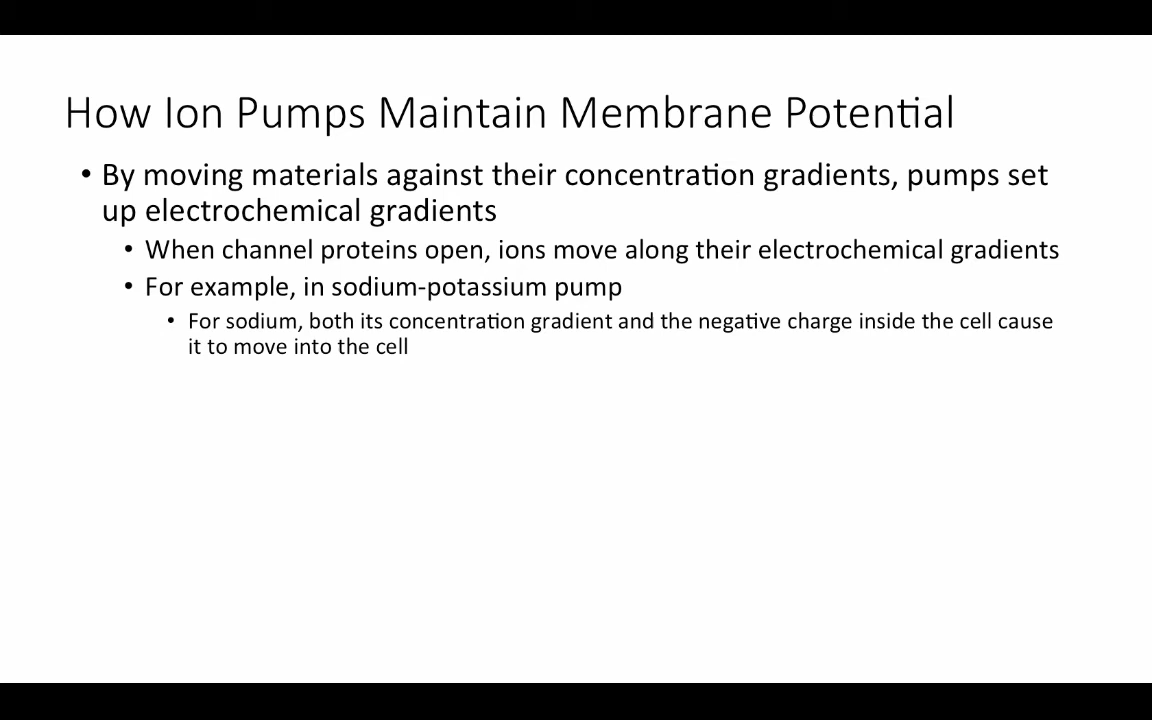 How Ion Pumps Maintain Membrane Potential
• By moving materials against their concentration gradients, pumps set
up electrochemical gradients
• When channel proteins open, ions move along their electrochemical gradients
• For example, in sodium-potassium pump
• For sodium, both its concentration gradient and the negative charge inside the cell cause
it to move into the cell